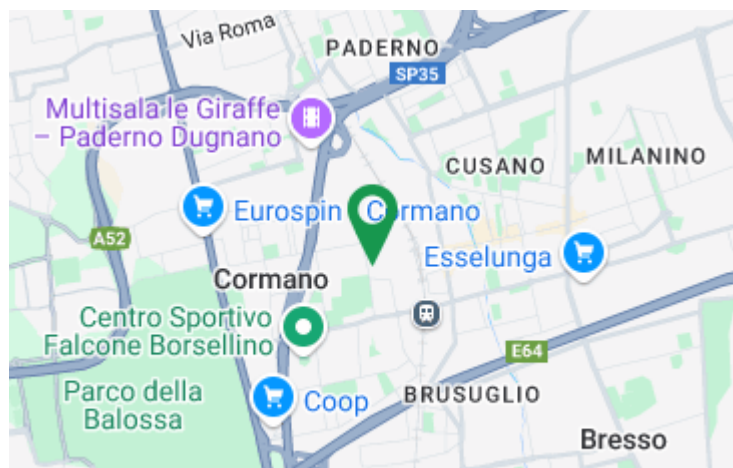 Via Roma
PADERNO
SP35
Multisala le Giraffe
– Paderno Dugnano
CUSANO
MILANINO
Eurospin
Cormano
A52
Esselunga
Cormano
Centro Sportivo
Falcone Borsellino
E64
Parco della
Balossa
Coop
BRUSUGLIO
Bresso